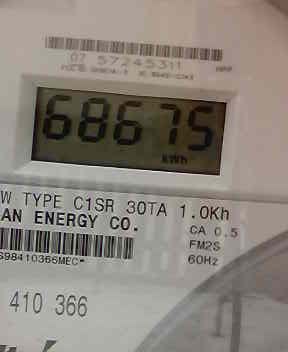 07 57245311
68675
kWh
W TYPE C1SR 30TA 1.0Kh
AN ENERGY CO.
CA 0.5
FM2S
60Hz
S98410366MEC-
410 366